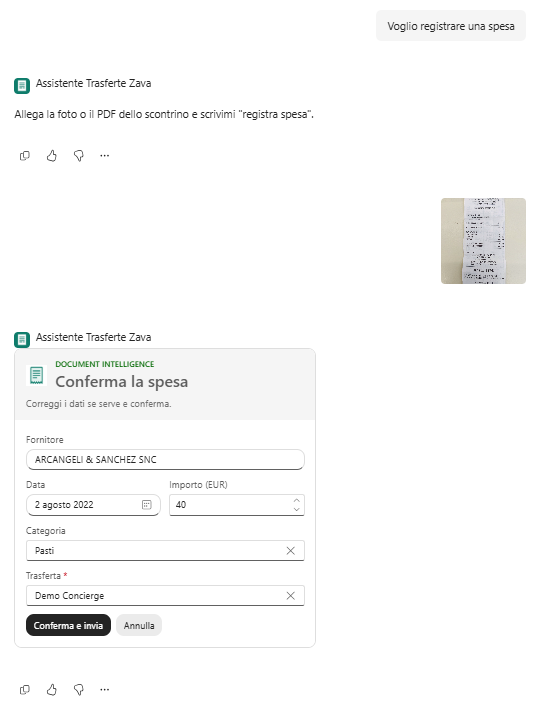 Voglio registrare una spesa
Assistente Trasferte Zava
Allega la foto o il PDF dello scontrino e scrivimi "registra spesa".
Assistente Trasferte Zava
DOCUMENT INTELLIGENCE
Conferma la spesa
Correggi i dati se serve e conferma.
Fornitore
ARCANGELI & SANCHEZ SNC
Data
Importo (EUR)
2 agosto 2022
40
Categoria
Pasti
Trasferta *
Demo Concierge
Conferma e invia
Annulla